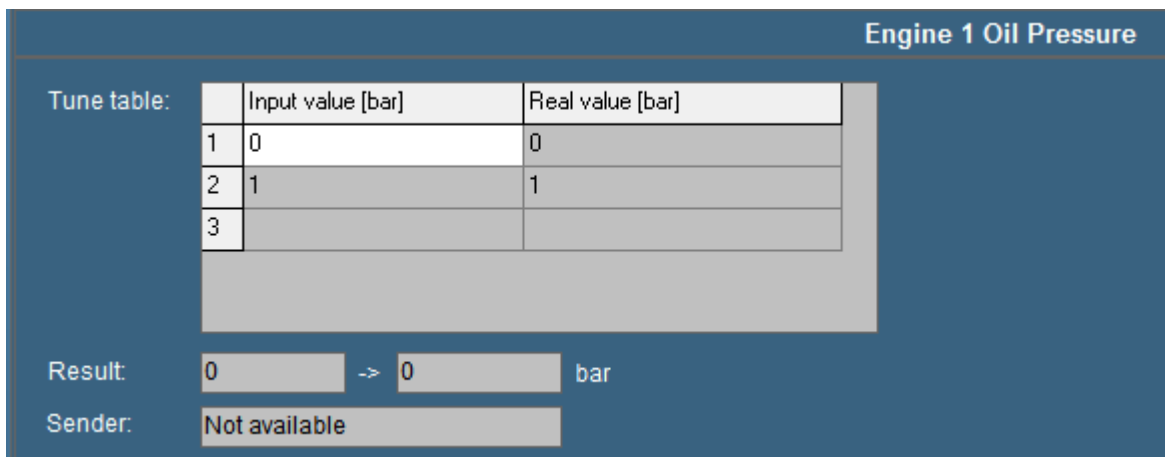 Engine 1 Oil Pressure
Tune table:
Input value [bar] Real value [bar]
1 0 0
2 1 1
3
Result: 0 -> 0 bar
Sender: Not available